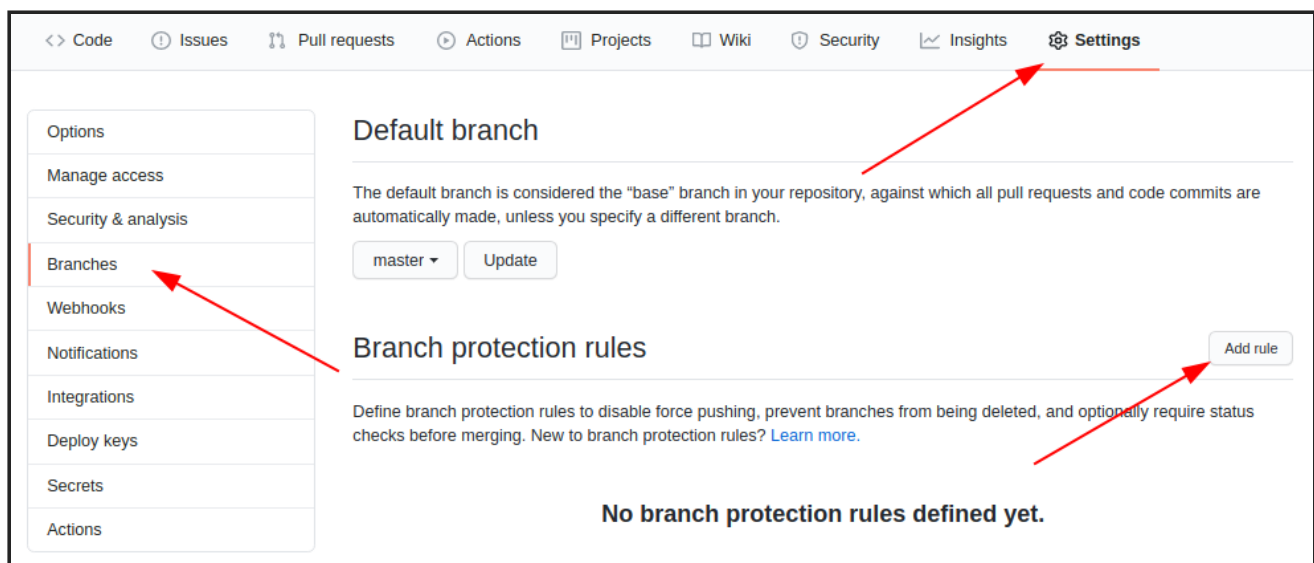 Code Issues Pull requests Actions Projects Wiki Security Insights Settings
Options
Manage access
Security & analysis
Branches
Webhooks
Notifications
Integrations
Deploy keys
Secrets
Actions
Default branch
The default branch is considered the “base” branch in your repository, against which all pull requests and code commits are
automatically made, unless you specify a different branch.
master Update
Branch protection rules
Add rule
Define branch protection rules to disable force pushing, prevent branches from being deleted, and optionally require status
checks before merging. New to branch protection rules? Learn more.
No branch protection rules defined yet.